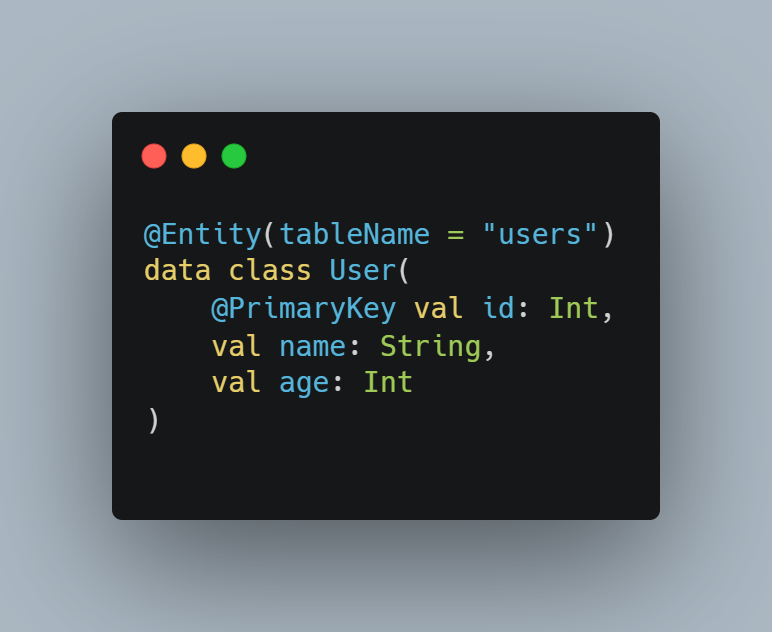 @Entity(tableName = "users")
data class User(
    @PrimaryKey val id: Int,
    val name: String,
    val age: Int
)